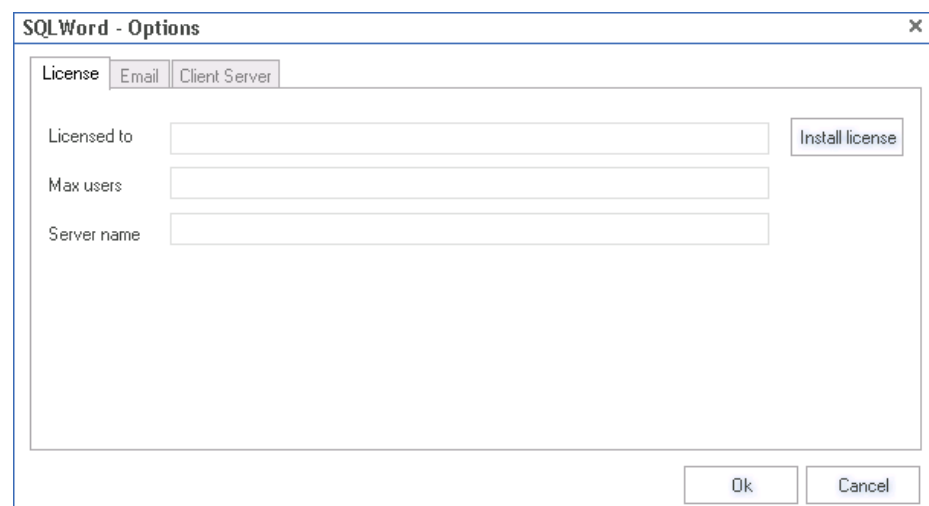 SQLWord - Options
License Email Client Server
Licensed to
Install license
Max users
Server name
Ok Cancel